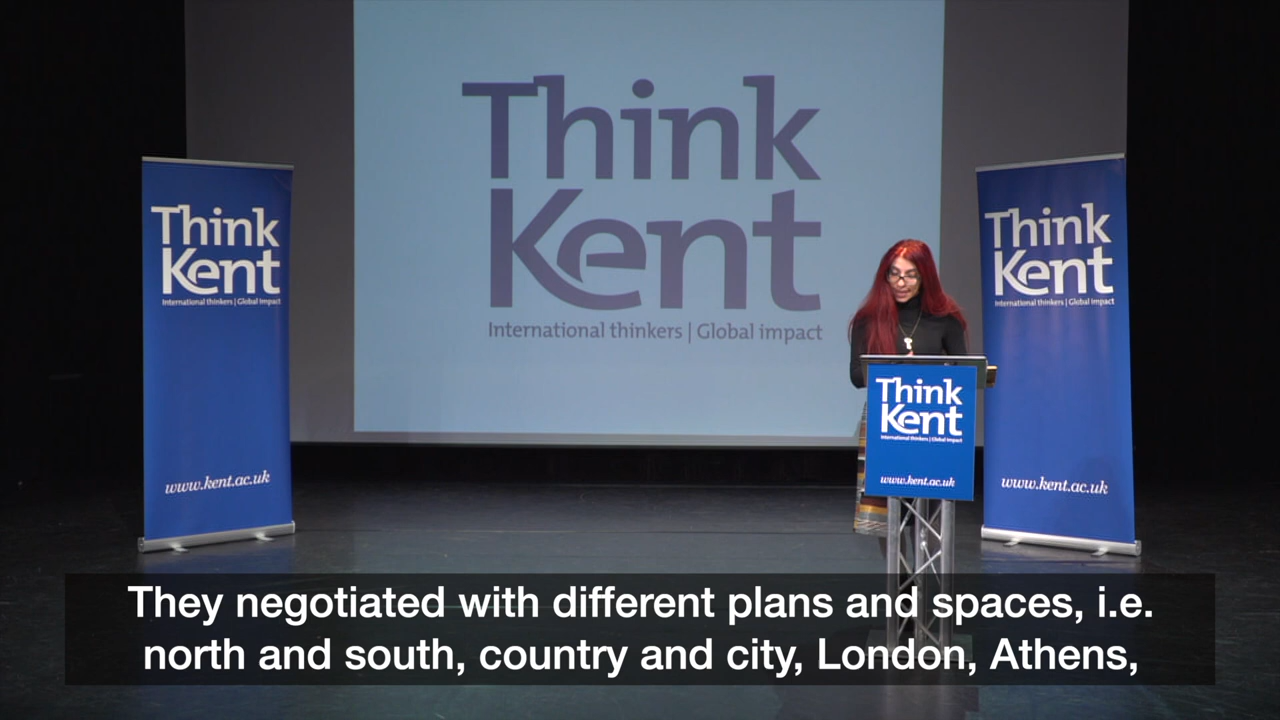 Think
Kent
International thinkers | Global impact
Think
Kent
International thinkers | Global impact
www.kent.ac.uk
Think
Kent
International thinkers | Global impact
www.kent.ac.uk
Think
Kent
International thinkers | Global impact
www.kent.ac.uk
They negotiated with different plans and spaces, i.e.
north and south, country and city, London, Athens,